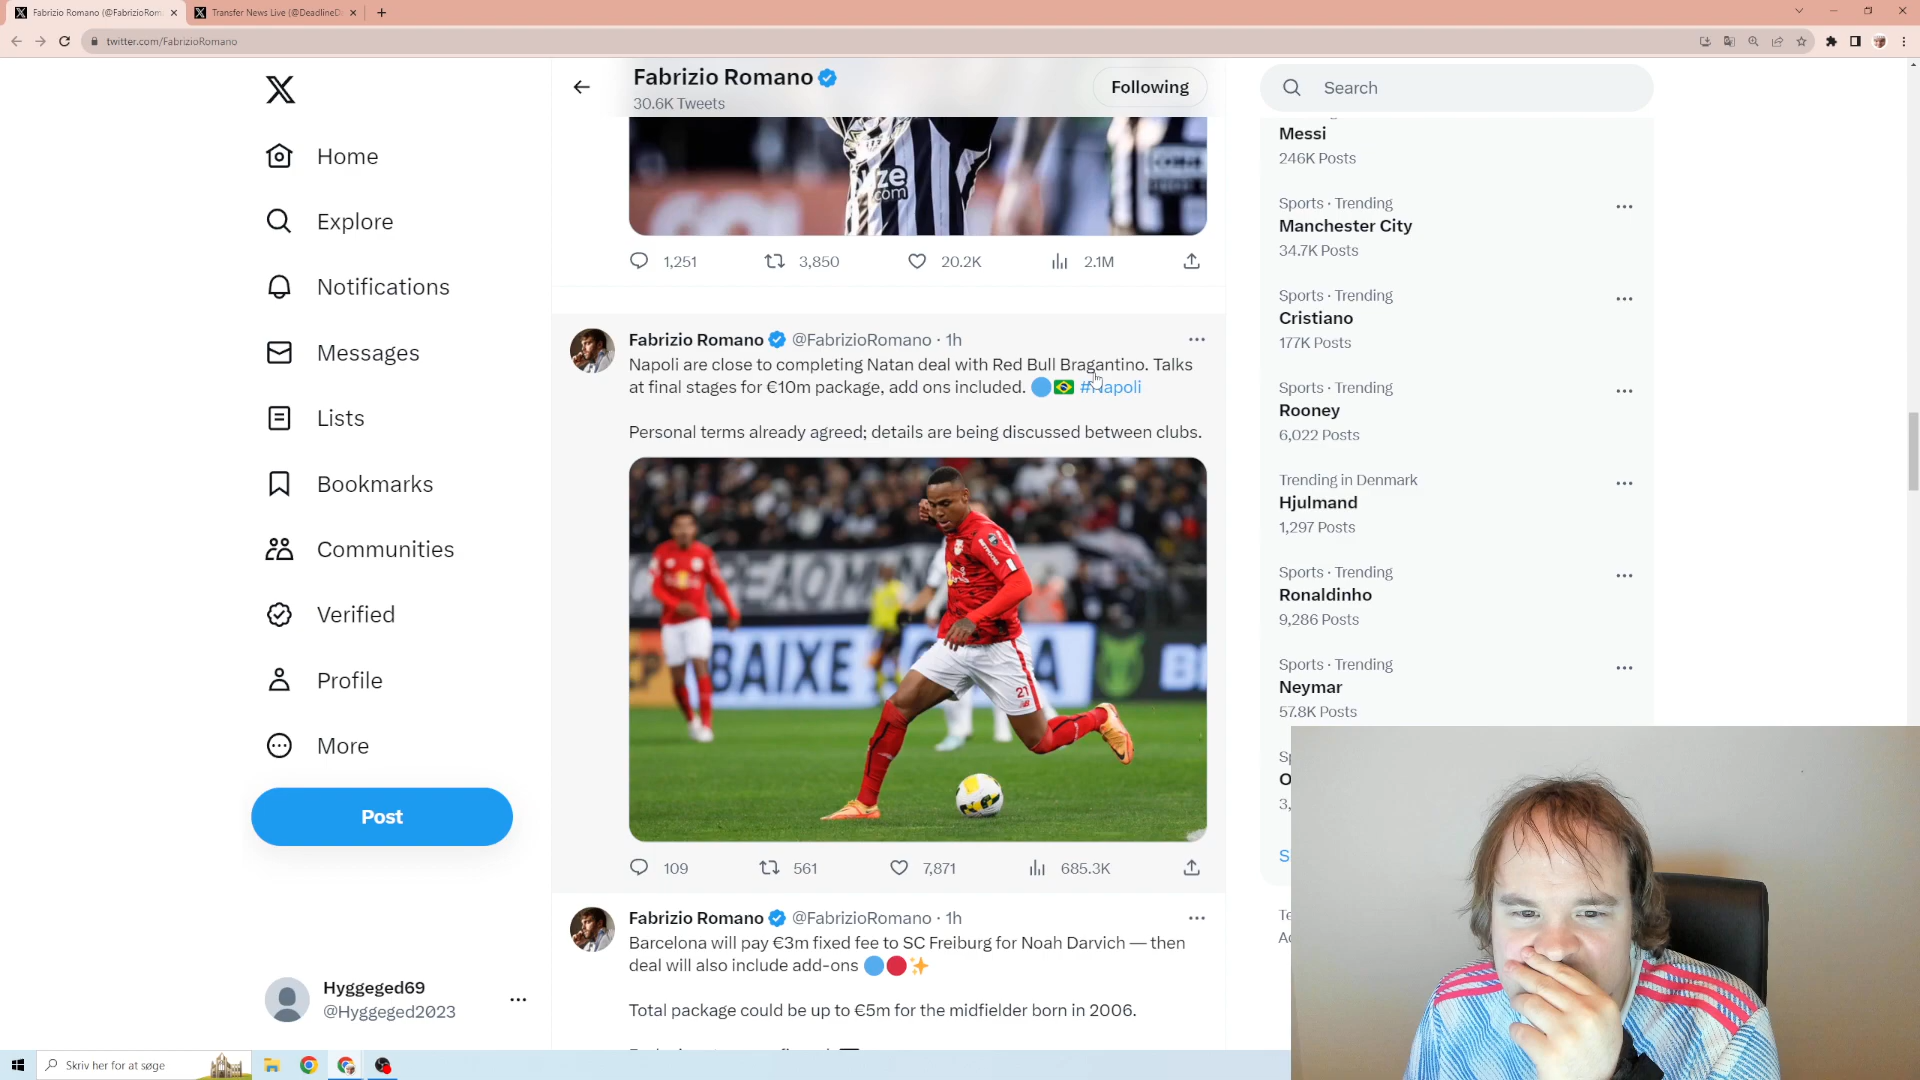 Fabrizio Romano (@FabrizioRom
Transfer News Live (@DeadlineD
twitter.com/FabrizioRomano
Home
Explore
Notifications
Messages
Lists
Bookmarks
Communities
Verified
Profile
More
Post
Hyggeged69
@Hyggeged2023
Fabrizio Romano
30.6K Tweets
Following
uze
com
1,251 3,850 20.2K 2.1M
Fabrizio Romano @FabrizioRomano · 1h
Napoli are close to completing Natan deal with Red Bull Bragantino. Talks
at final stages for €10m package, add ons included. #Napoli
Personal terms already agreed; details are being discussed between clubs.
BAIXE
21
109 561 7,871 685.3K
Fabrizio Romano @FabrizioRomano · 1h
Barcelona will pay €3m fixed fee to SC Freiburg for Noah Darvich — then
deal will also include add-ons
Total package could be up to €5m for the midfielder born in 2006.
Search
Messi
246K Posts
Sports · Trending
Manchester City
34.7K Posts
Sports · Trending
Cristiano
177K Posts
Sports · Trending
Rooney
6,022 Posts
Trending in Denmark
Hjulmand
1,297 Posts
Sports · Trending
Ronaldinho
9,286 Posts
Sports · Trending
Neymar
57.8K Posts
Skriv her for at søge